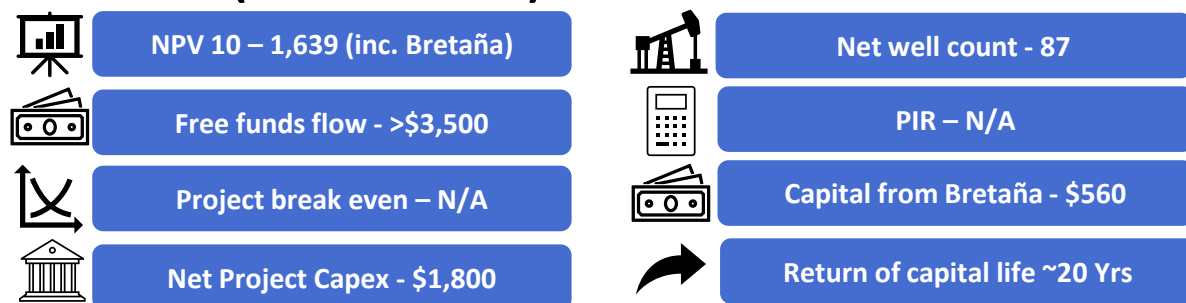 NPV 10 – 1,639 (inc. Bretaña)
Free funds flow - >$3,500
Project break even – N/A
Net Project Capex - $1,800
Net well count - 87
PIR – N/A
Capital from Bretaña - $560
Return of capital life ~20 Yrs